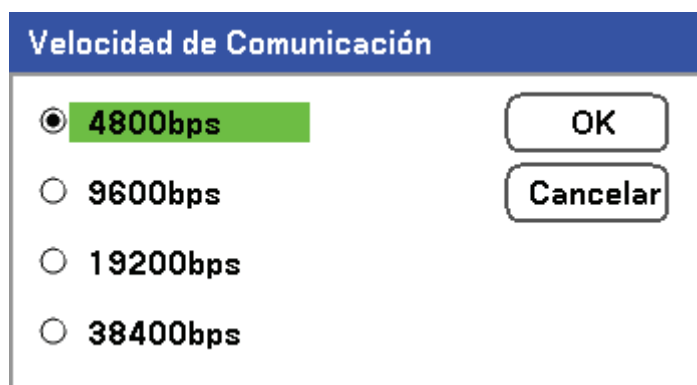 Velocidad de Comunicación
4800bps
OK
9600bps
Cancelar
19200bps
38400bps